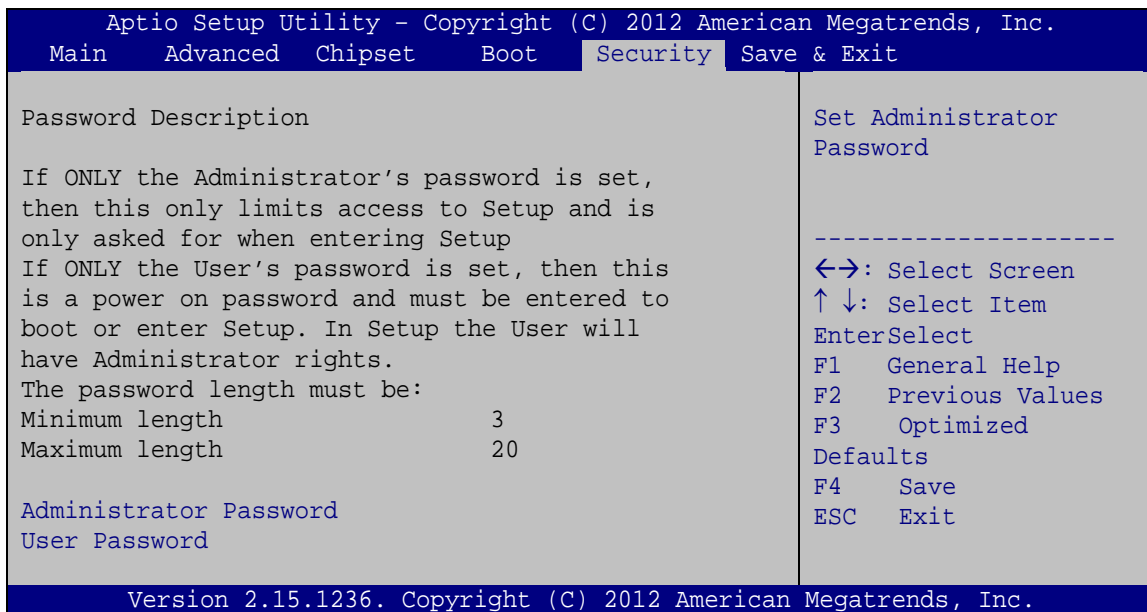 Aptio Setup Utility – Copyright (C) 2012 American Megatrends, Inc.
Main Advanced Chipset Boot Security Save & Exit
Password Description
If ONLY the Administrator’s password is set,
then this only limits access to Setup and is
only asked for when entering Setup
If ONLY the User’s password is set, then this
is a power on password and must be entered to
boot or enter Setup. In Setup the User will
have Administrator rights.
The password length must be:
Minimum length 3
Maximum length 20
Administrator Password
User Password
Set Administrator
Password
---------------------
←→: Select Screen
↑ ↓: Select Item
EnterSelect
F1 General Help
F2 Previous Values
F3 Optimized
Defaults
F4 Save
ESC Exit
Version 2.15.1236. Copyright (C) 2012 American Megatrends, Inc.